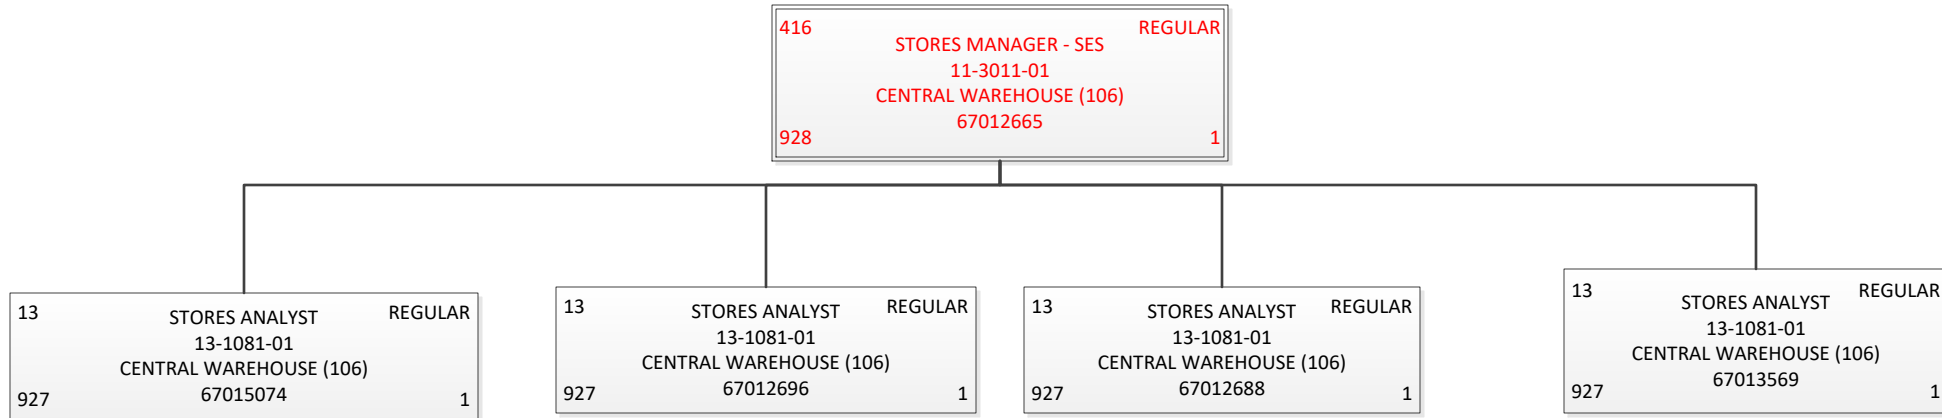 416 REGULAR
STORES MANAGER - SES
11-3011-01
CENTRAL WAREHOUSE (106)
67012665
928 1
13 REGULAR
STORES ANALYST
13-1081-01
CENTRAL WAREHOUSE (106)
67015074
927 1
13 REGULAR
STORES ANALYST
13-1081-01
CENTRAL WAREHOUSE (106)
67012696
927 1
13 REGULAR
STORES ANALYST
13-1081-01
CENTRAL WAREHOUSE (106)
67012688
927 1
13 REGULAR
STORES ANALYST
13-1081-01
CENTRAL WAREHOUSE (106)
67013569
927 1